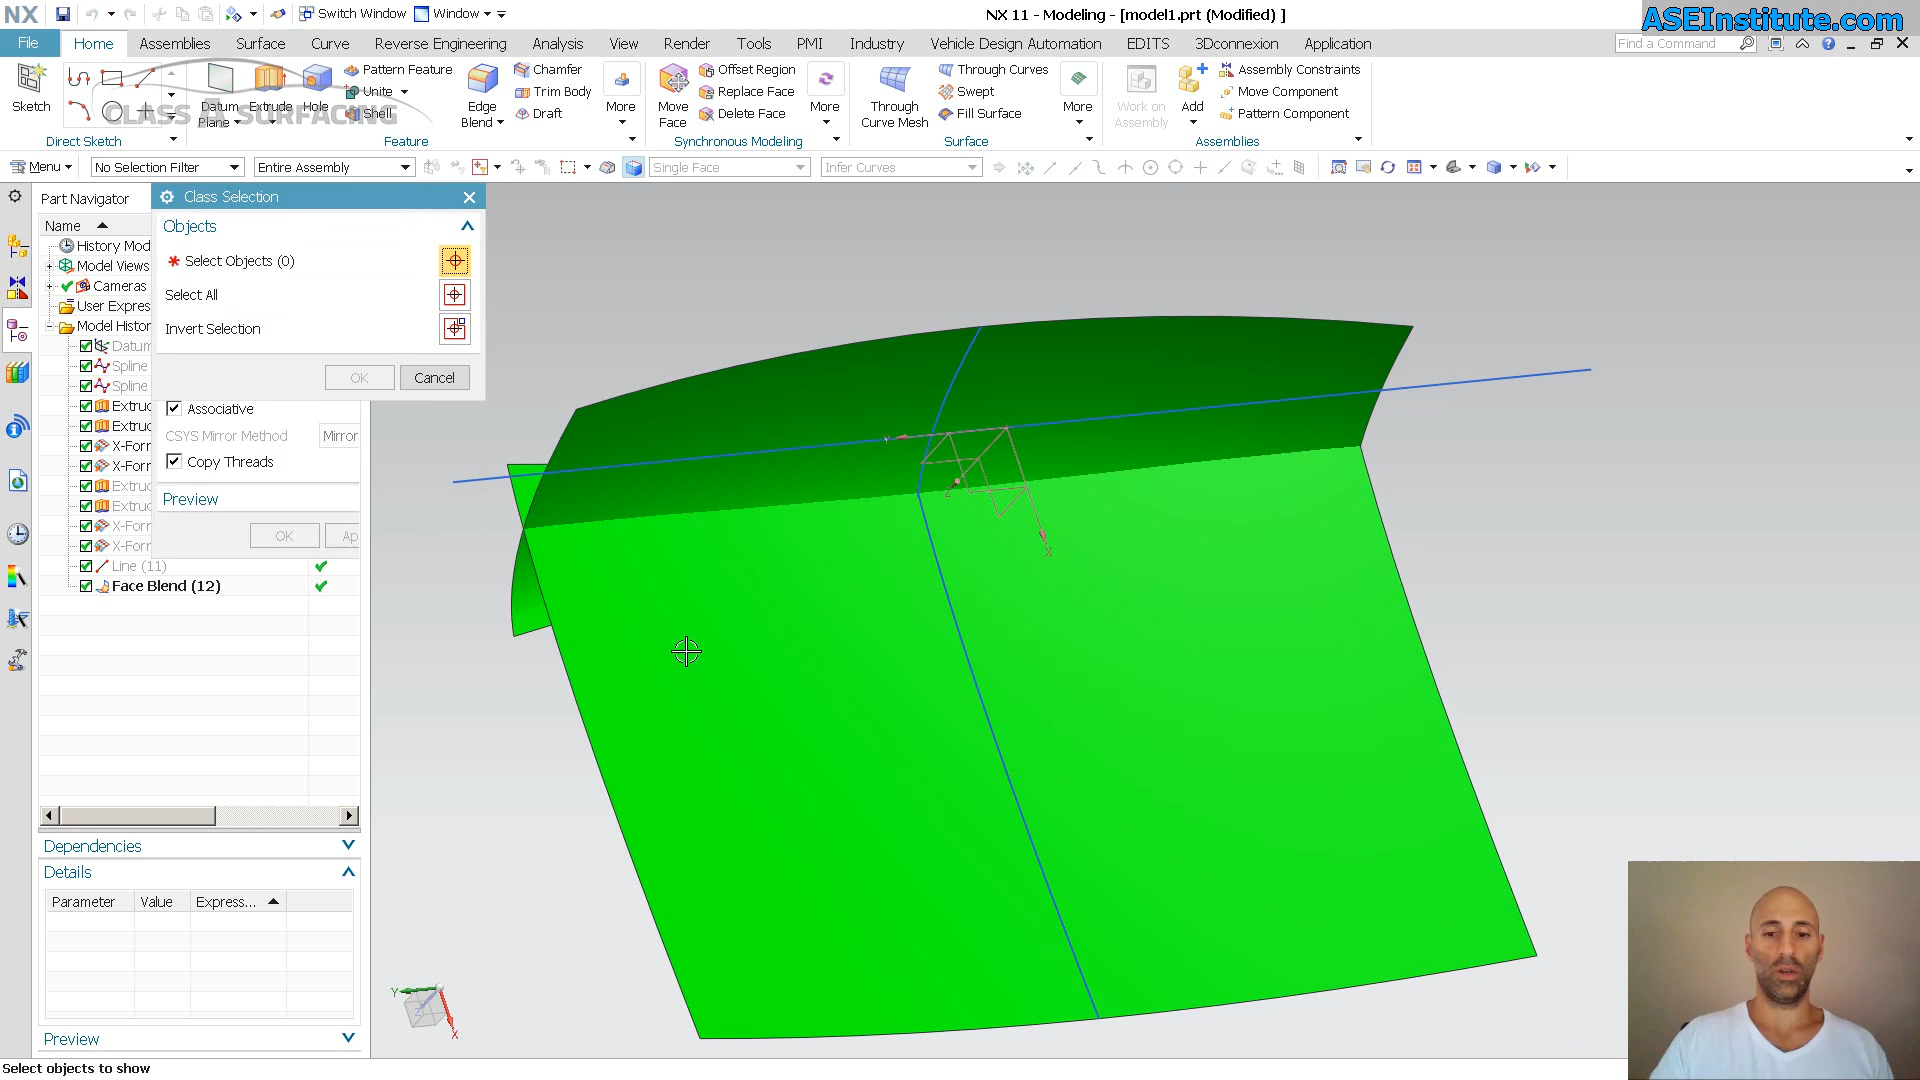 NX Switch Window Window NX 11 - Modeling - [model1.prt (Modified) ] ASEInstitute.com
File Home Assemblies Surface Curve Reverse Engineering Analysis View Render Tools PMI Industry Vehicle Design Automation EDITS 3Dconnexion Application Find a Command
Pattern Feature Chamfer Offset Region Through Curves Assembly Constraints
Unite Trim Body Replace Face Swept Move Component
Sketch Datum Plane Extrude Hole Shell Edge Blend Draft More Move Face Delete Face More Through Curve Mesh Fill Surface More Work on Assembly Add Pattern Component
CLASS A SURFACING
Direct Sketch Feature Synchronous Modeling Surface Assemblies
Menu No Selection Filter Entire Assembly Single Face Infer Curves
Part Navigator Class Selection
Name Objects
History Mod Select Objects (0)
Model Views
Cameras Select All
User Expres
Model Histor Invert Selection
Datum
Spline
Spline OK Cancel
Extruc Associative
Extruc
X-Forr CSYS Mirror Method Mirror
X-Forr Copy Threads
Extruc
Extruc Preview
X-Forr OK Ap
X-Forr
Line (11)
Face Blend (12)
Dependencies
Details
Parameter Value Express...
Preview
Select objects to show
Y
Z
X
Y
Z
X